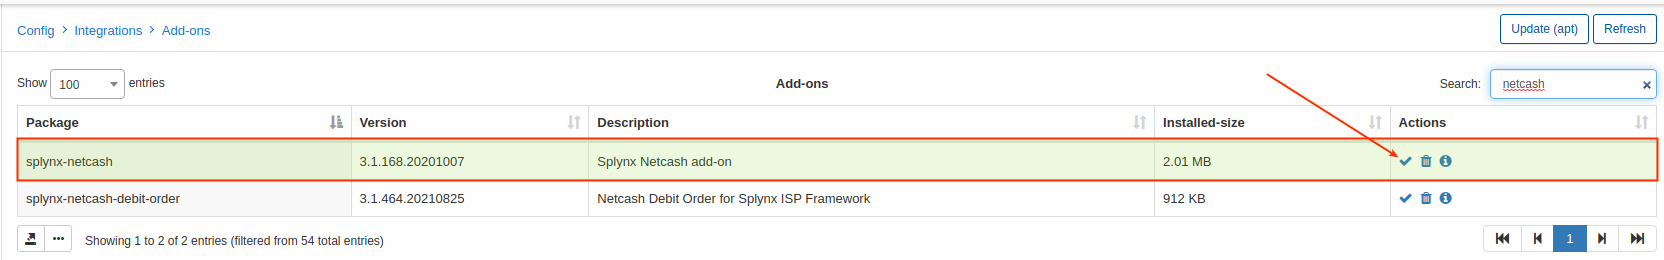 Config > Integrations > Add-ons Update (apt) Refresh
Show 100 entries Add-ons Search: netcash ×
Package Version Description Installed-size Actions
splynx-netcash 3.1.168.20201007 Splynx Netcash add-on 2.01 MB
splynx-netcash-debit-order 3.1.464.20210825 Netcash Debit Order for Splynx ISP Framework 912 KB
Showing 1 to 2 of 2 entries (filtered from 54 total entries) 1